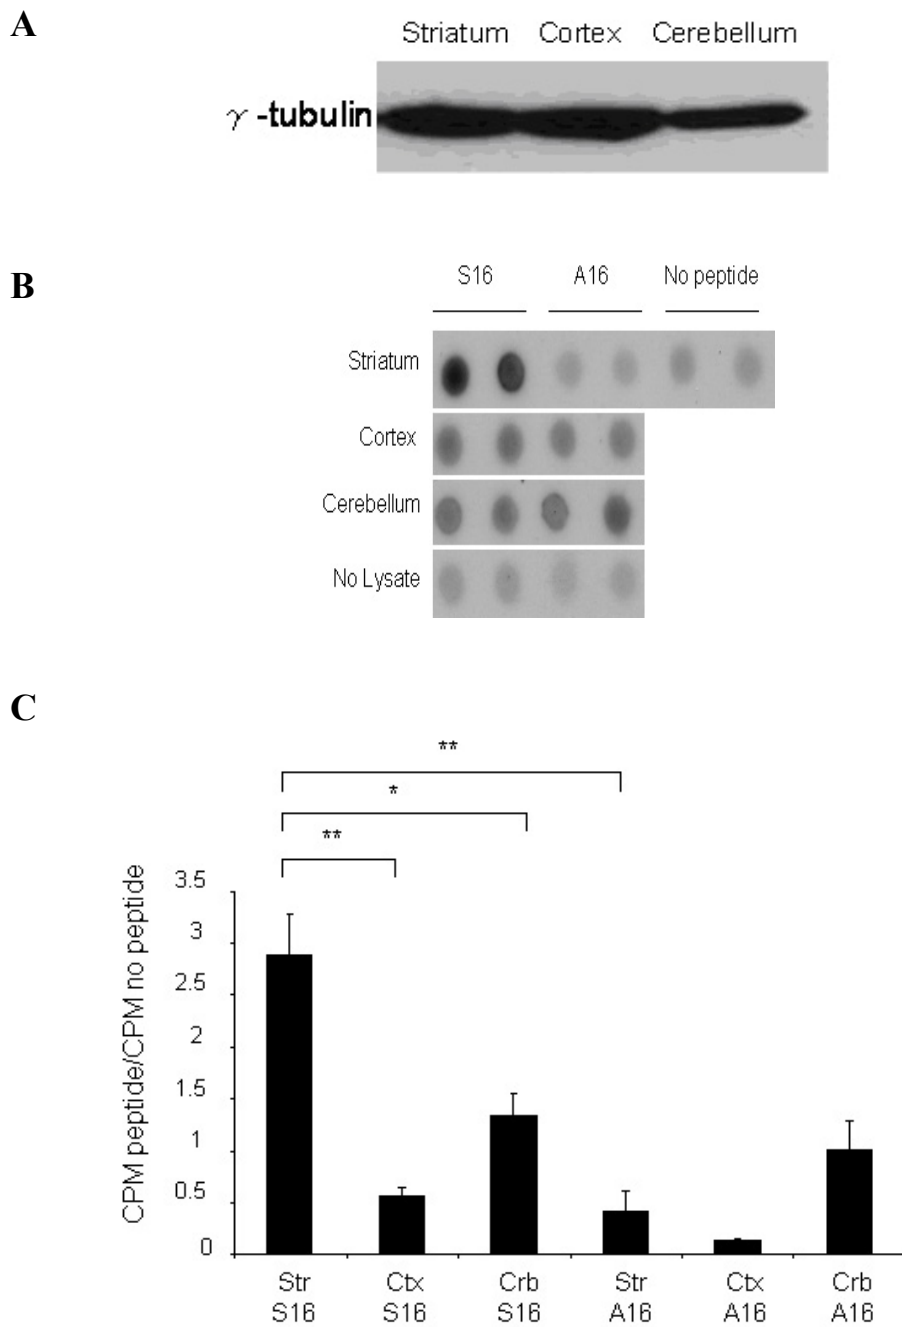 A
Striatum Cortex Cerebellum
γ -tubulin
B
S16 A16 No peptide
Striatum
Cortex
Cerebellum
No Lysate
C
**
*
**
CPM peptide/CPM no peptide
3.5
3
2.5
2
1.5
1
0.5
0
Str Ctx Crb Str Ctx Crb
S16 S16 S16 A16 A16 A16